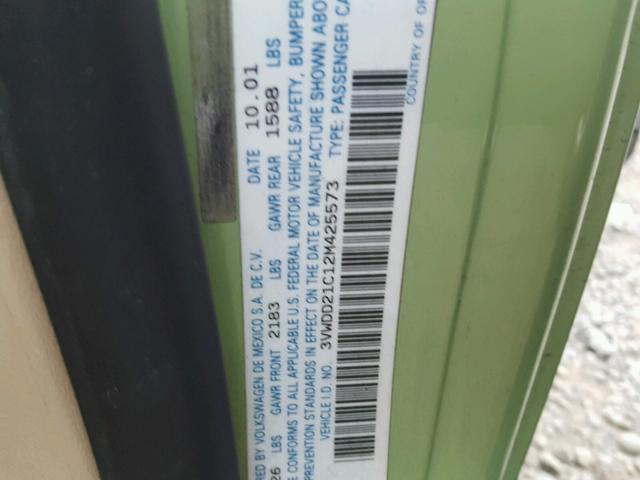 RED BY VOLKSWAGEN DE MEXICO S.A. DE C.V. DATE 10.01
26 LBS GAWR FRONT 2183 LBS GAWR REAR 1588 LBS
E CONFORMS TO ALL APPLICABLE U.S. FEDERAL MOTOR VEHICLE SAFETY, BUMPER
PREVENTION STANDARDS IN EFFECT ON THE DATE OF MANUFACTURE SHOWN ABO
VEHICLE I.D. NO. 3VWDD21C12M425573 TYPE: PASSENGER CA
COUNTRY OF OR